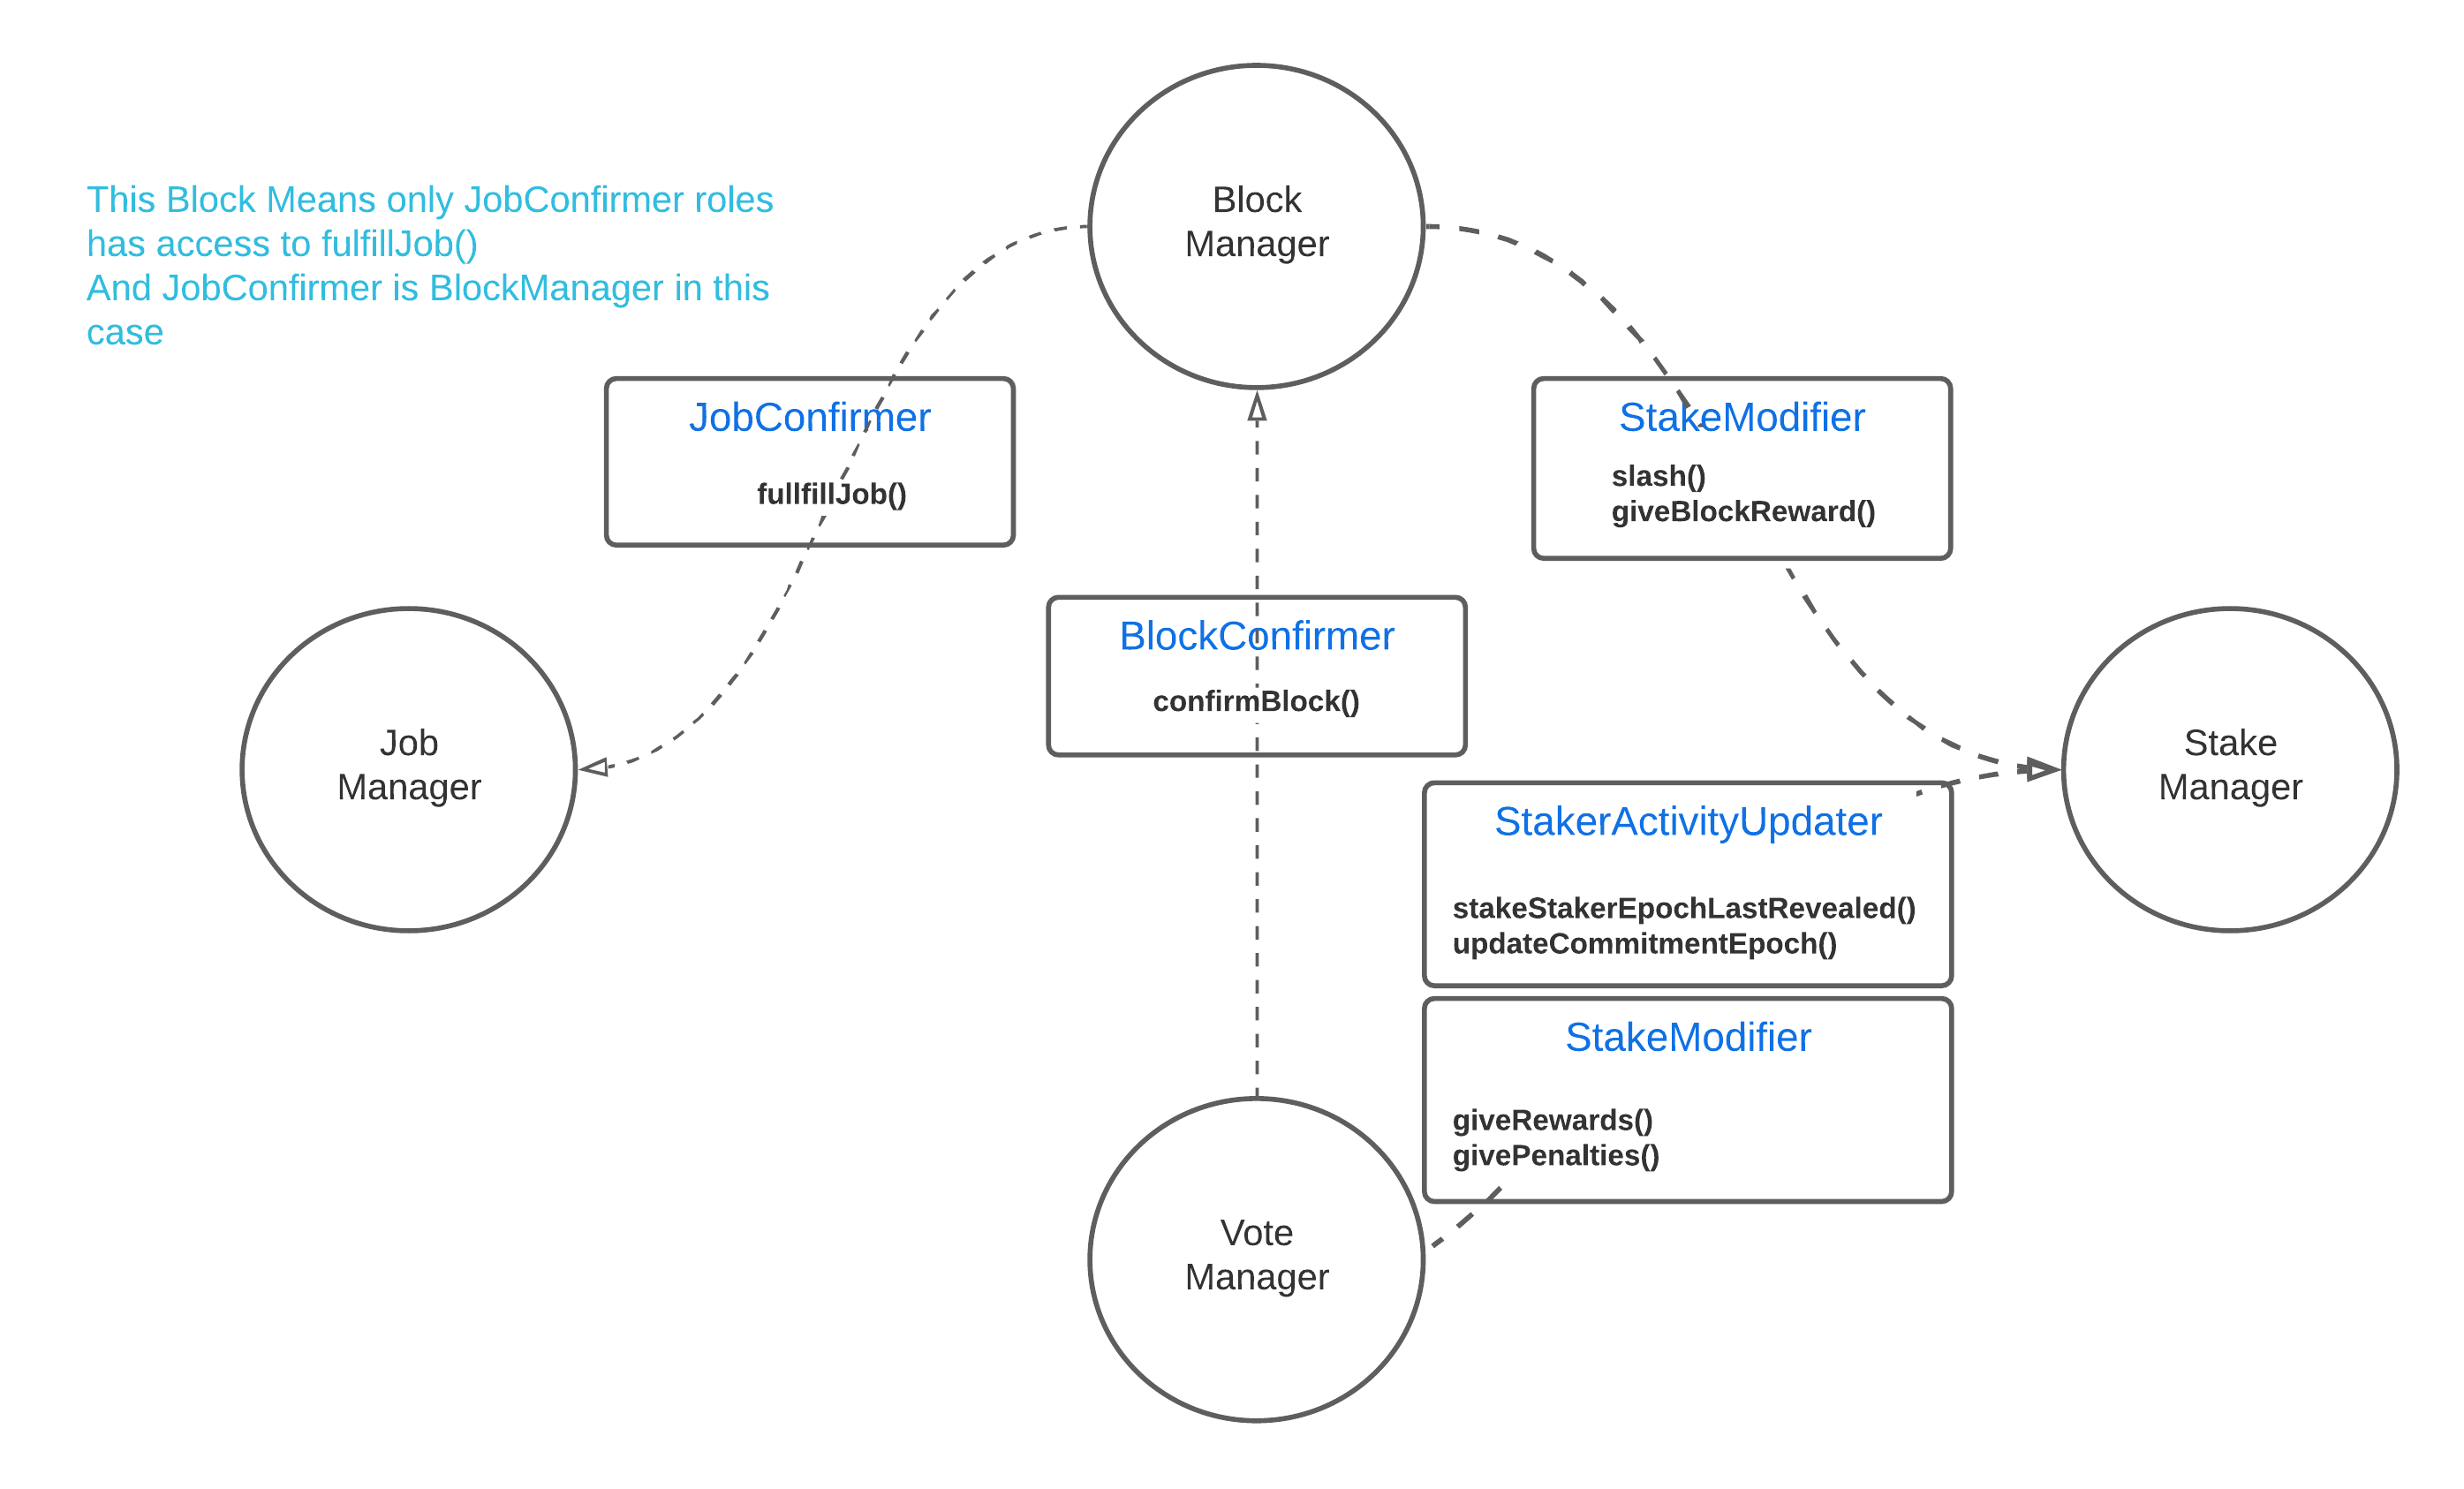 Block
Manager
This Block Means only JobConfirmer roles
has access to fulfillJob()
And JobConfirmer is BlockManager in this
case
JobConfirmer
fullfillJob()
StakeModifier
slash()
giveBlockReward()
BlockConfirmer
confirmBlock()
Job
Manager
Stake
Manager
StakerActivityUpdater
stakeStakerEpochLastRevealed()
updateCommitmentEpoch()
StakeModifier
giveRewards()
givePenalties()
Vote
Manager